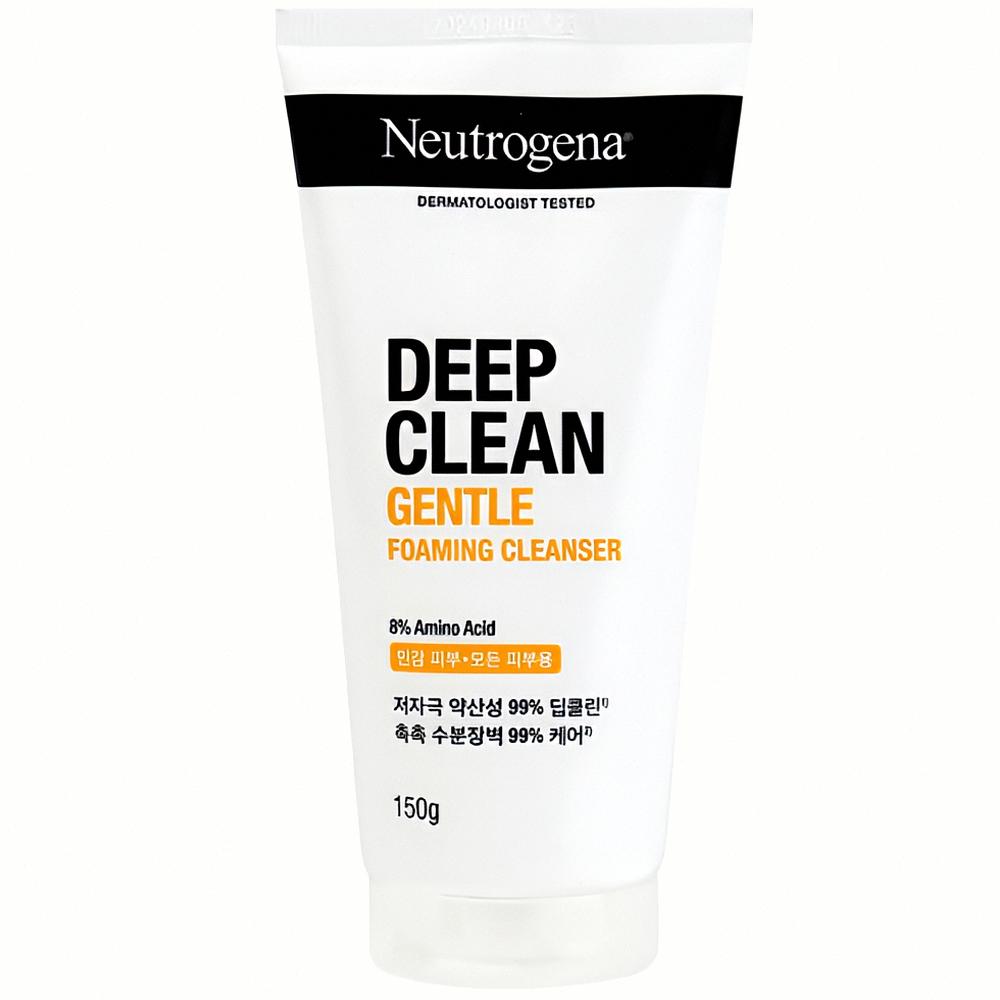 Neutrogena®
DERMATOLOGIST TESTED
DEEP
CLEAN
GENTLE
FOAMING CLEANSER
8% Amino Acid
민감 피부•모든 피부용
저자극 약산성 99% 딥클린¹⁾
촉촉 수분장벽 99% 케어²⁾
150g